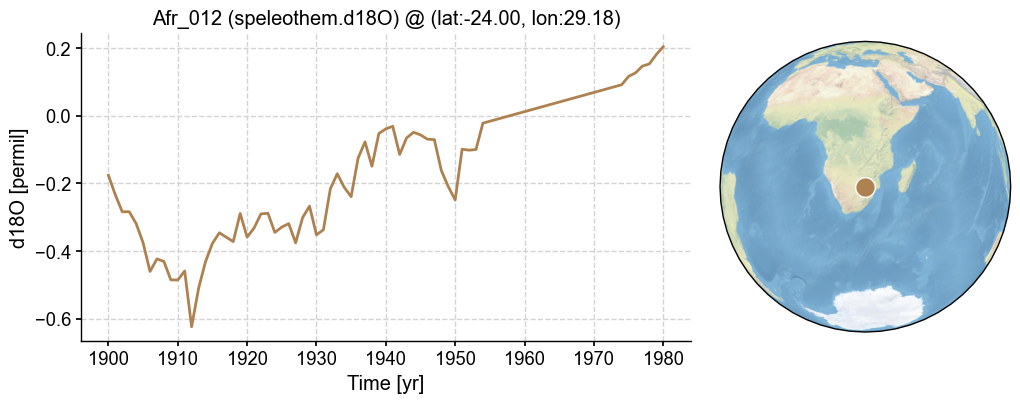 Afr_012 (speleothem.d18O) @ (lat:-24.00, lon:29.18)
d18O [permil]
0.2
0.0
−0.2
−0.4
−0.6
1900 1910 1920 1930 1940 1950 1960 1970 1980
Time [yr]